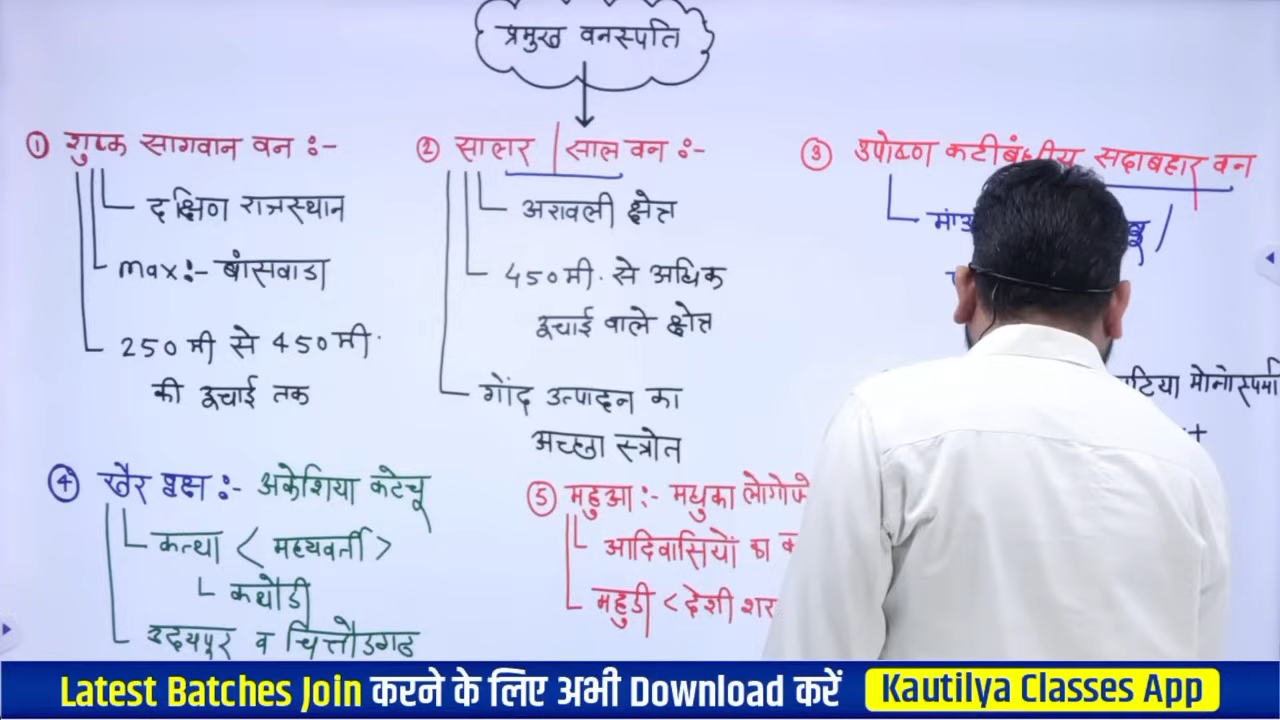 प्रमुख वनस्पति
① शुष्क सागवान वन :-
दक्षिण राजस्थान
max:- बांसवाडा
250 मी से 450 मी.
की ऊचाई तक
② सालर | साल वन :-
अरावली क्षेत्र
450 मी. से अधिक
ऊचाई वाले क्षेत्र
गोंद उत्पादन का
अच्छा स्त्रोत
③ उपोष्ण कटीबंधीय सदाबहार वन
मोनोस्पर्मा
④ खैर वृक्ष :- अकेशिया कटेचू
कत्था < मध्यवर्ती >
कथौडी
उदयपुर व चित्तौडगढ
⑤ महुआ :- मधुका
आदिवासियों का
महुडी < देशी
Latest Batches Join करने के लिए अभी Download करें Kautilya Classes App